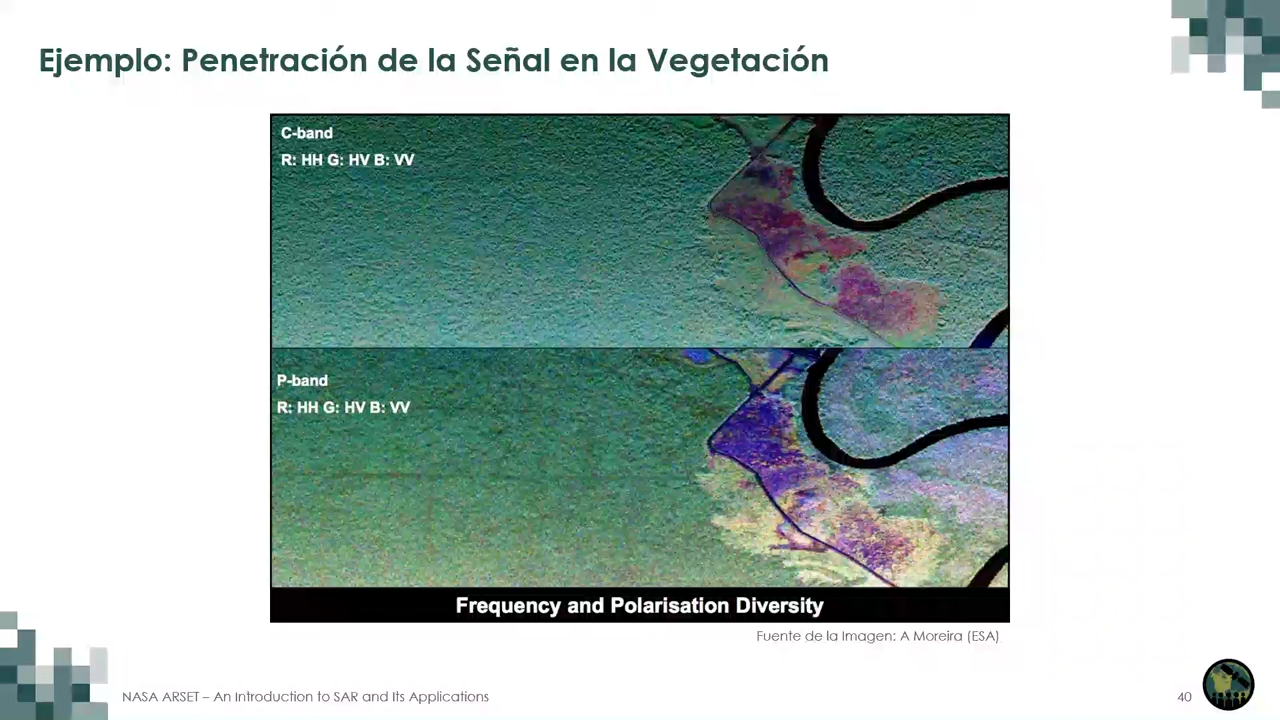 Ejemplo: Penetración de la Señal en la Vegetación
C-band
R: HH G: HV B: VV
P-band
R: HH G: HV B: VV
Frequency and Polarisation Diversity
Fuente de la Imagen: A Moreira (ESA)
NASA ARSET – An Introduction to SAR and Its Applications
40